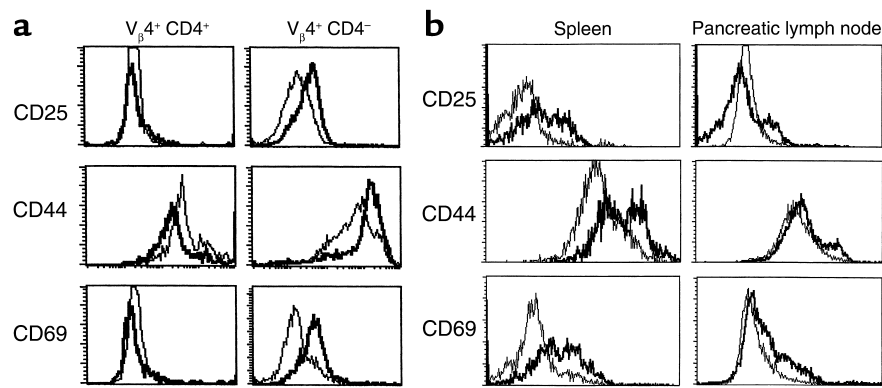 a
Vβ4+ CD4+
Vβ4+ CD4–
CD25
CD44
CD69
b
Spleen
Pancreatic lymph node
CD25
CD44
CD69